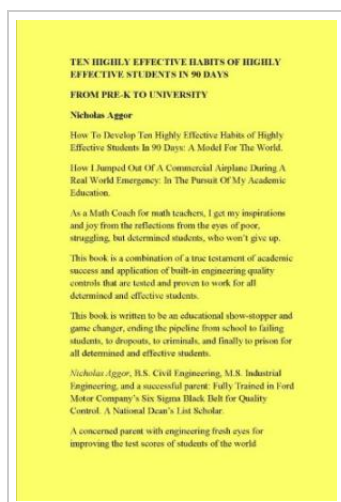 TEN HIGHLY EFFECTIVE HABITS OF HIGHLY
EFFECTIVE STUDENTS IN 90 DAYS
FROM PRE-K TO UNIVERSITY
Nicholas Aggor
How To Develop Ten Highly Effective Habits of Highly
Effective Students In 90 Days: A Model For The World.
How I Jumped Out Of A Commercial Airplane During A
Real World Emergency: In The Pursuit Of My Academic
Education.
As a Math Coach for math teachers, I get my inspirations
and joy from the reflections from the eyes of poor,
struggling, but determined students, who won't give up.
This book is a combination of a true testament of academic
success and application of built-in engineering quality
controls that are tested and proven to work for all
determined and effective students.
This book is written to be an educational show-stopper and
game changer, ending the pipeline from school to failing
students, to dropouts, to criminals, and finally to prison for
all determined and effective students.
Nicholas Aggor, B.S. Civil Engineering, M.S. Industrial
Engineering, and a successful parent: Fully Trained in Ford
Motor Company's Six Sigma Black Belt for Quality
Control. A National Dean's List Scholar.
A concerned parent with engineering fresh eyes for
improving the test scores of students of the world